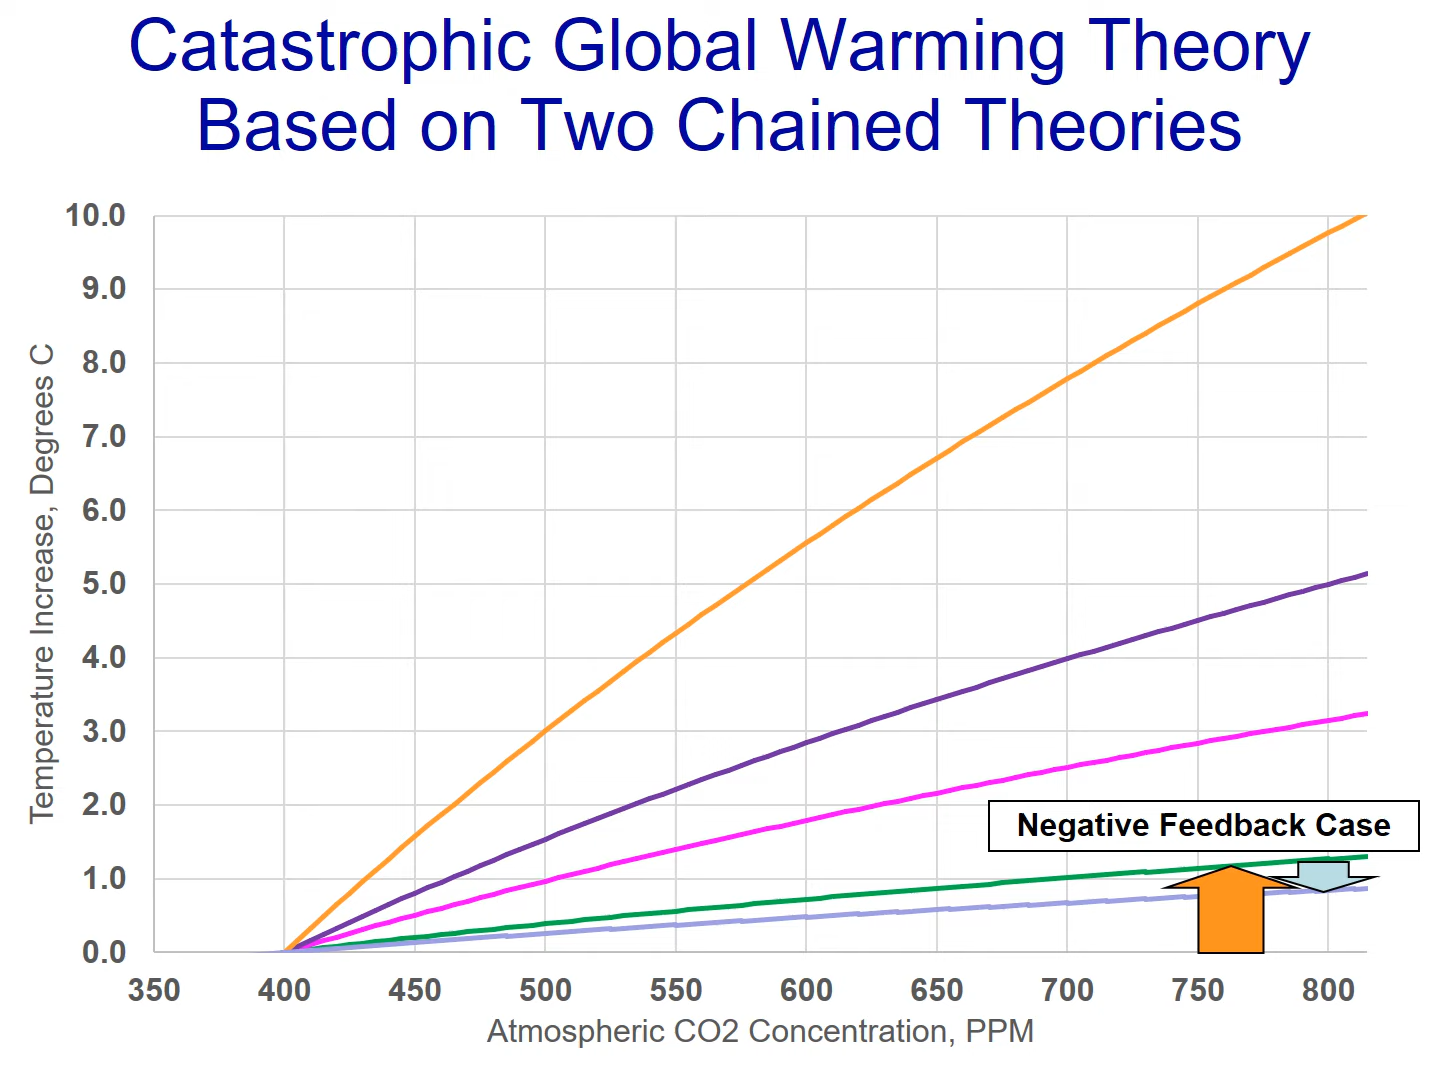 Catastrophic Global Warming Theory
Based on Two Chained Theories
10.0
9.0
8.0
7.0
6.0
5.0
4.0
3.0
2.0
1.0
0.0
Temperature Increase, Degrees C
Negative Feedback Case
350 400 450 500 550 600 650 700 750 800
Atmospheric CO2 Concentration, PPM